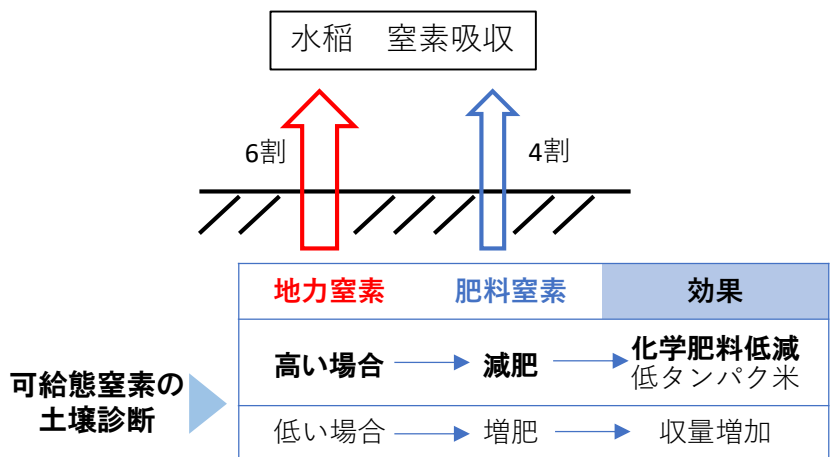 水稲　窒素吸収
6割
4割
地力窒素 肥料窒素 効果
可給態窒素の
土壌診断
高い場合 減肥 化学肥料低減
低タンパク米
低い場合 増肥 収量増加